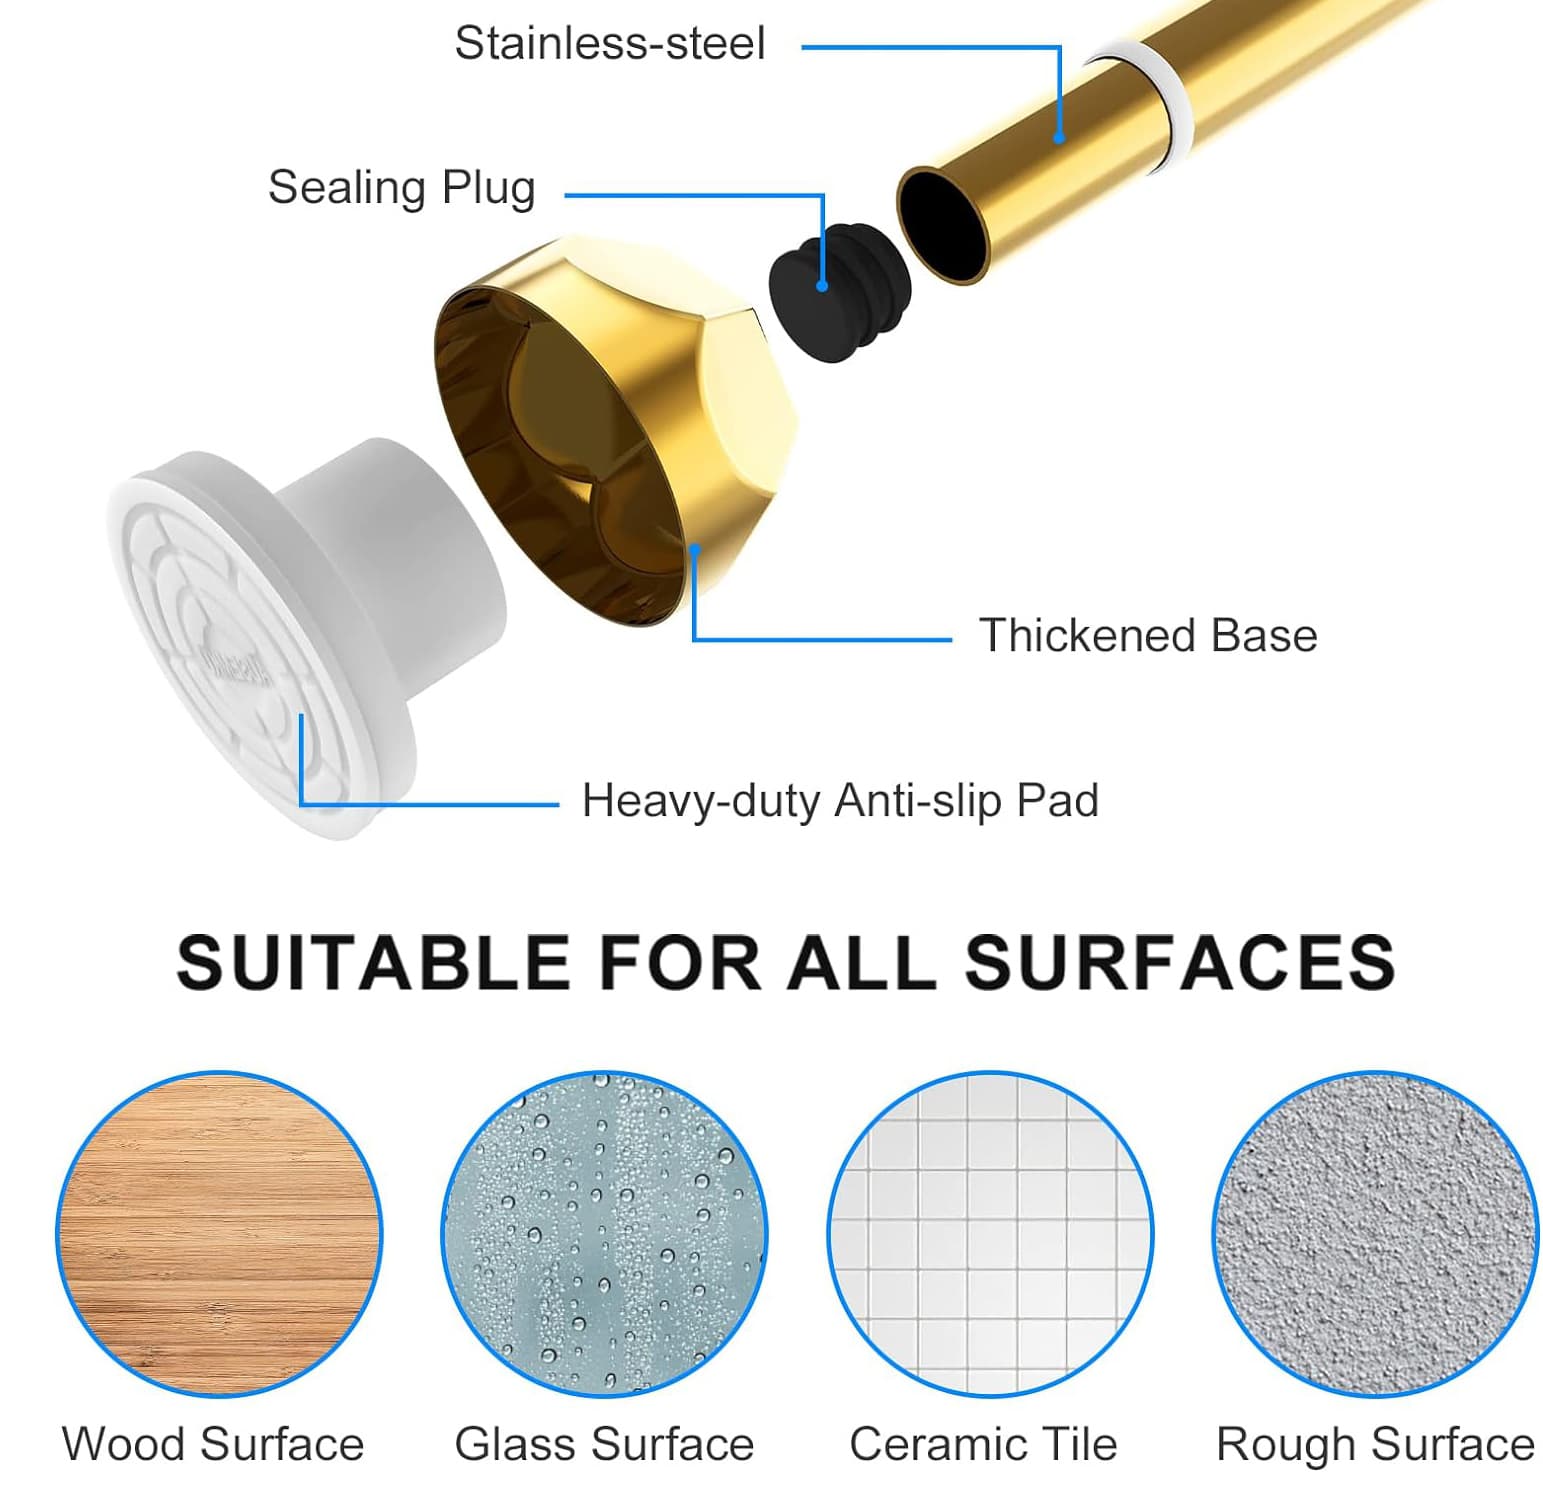 Stainless-steel
Sealing Plug
Thickened Base
Heavy-duty Anti-slip Pad
SUITABLE FOR ALL SURFACES
Wood Surface
Glass Surface
Ceramic Tile
Rough Surface